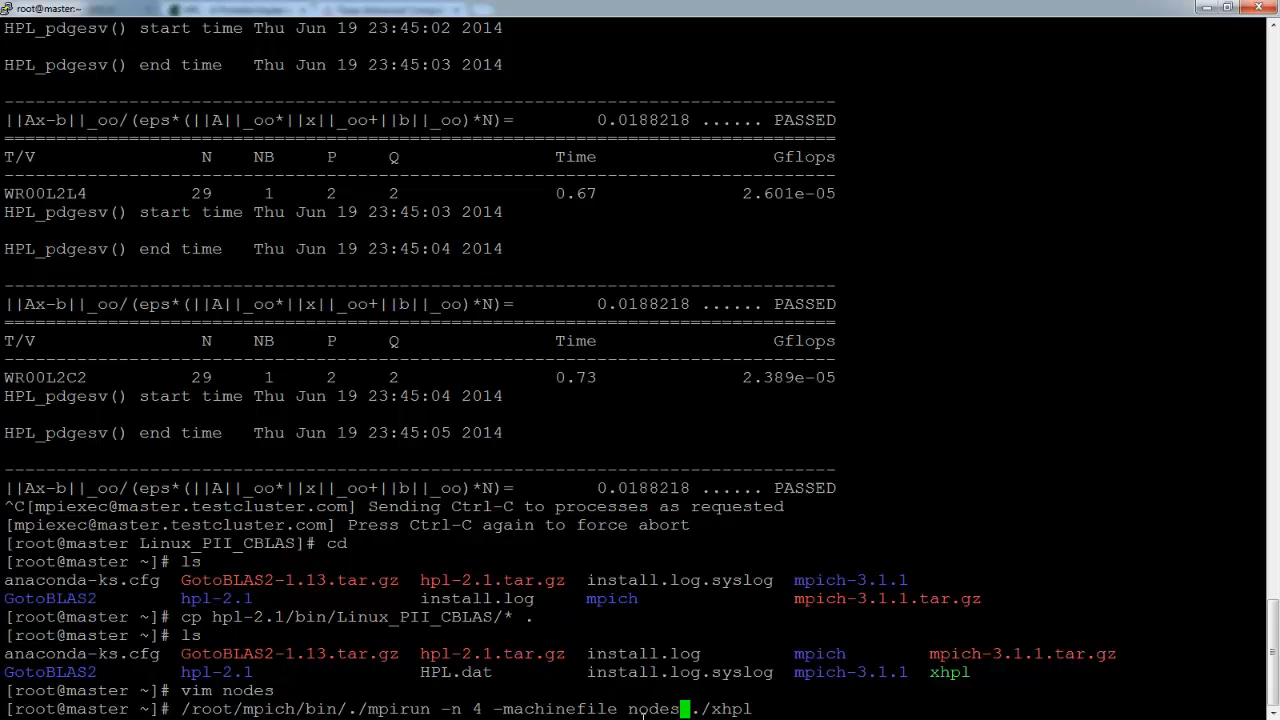 root@master:~
HPL_pdgesv() start time Thu Jun 19 23:45:02 2014
HPL_pdgesv() end time   Thu Jun 19 23:45:03 2014
--------------------------------------------------------------------------------
||Ax-b||_oo/(eps*(||A||_oo*||x||_oo+||b||_oo)*N)=        0.0188218 ...... PASSED
================================================================================
T/V                N    NB     P     Q               Time                 Gflops
--------------------------------------------------------------------------------
WR00L2L4          29     1     2     2               0.67              2.601e-05
HPL_pdgesv() start time Thu Jun 19 23:45:03 2014
HPL_pdgesv() end time   Thu Jun 19 23:45:04 2014
--------------------------------------------------------------------------------
||Ax-b||_oo/(eps*(||A||_oo*||x||_oo+||b||_oo)*N)=        0.0188218 ...... PASSED
================================================================================
T/V                N    NB     P     Q               Time                 Gflops
--------------------------------------------------------------------------------
WR00L2C2          29     1     2     2               0.73              2.389e-05
HPL_pdgesv() start time Thu Jun 19 23:45:04 2014
HPL_pdgesv() end time   Thu Jun 19 23:45:05 2014
--------------------------------------------------------------------------------
||Ax-b||_oo/(eps*(||A||_oo*||x||_oo+||b||_oo)*N)=        0.0188218 ...... PASSED
^C[mpiexec@master.testcluster.com] Sending Ctrl-C to processes as requested
[mpiexec@master.testcluster.com] Press Ctrl-C again to force abort
[root@master Linux_PII_CBLAS]# cd
[root@master ~]# ls
anaconda-ks.cfg  GotoBLAS2-1.13.tar.gz  hpl-2.1.tar.gz  install.log.syslog  mpich-3.1.1
GotoBLAS2        hpl-2.1                install.log     mpich               mpich-3.1.1.tar.gz
[root@master ~]# cp hpl-2.1/bin/Linux_PII_CBLAS/* .
[root@master ~]# ls
anaconda-ks.cfg  GotoBLAS2-1.13.tar.gz  hpl-2.1.tar.gz  install.log         mpich        mpich-3.1.1.tar.gz
GotoBLAS2        hpl-2.1                HPL.dat         install.log.syslog  mpich-3.1.1  xhpl
[root@master ~]# vim nodes
[root@master ~]# /root/mpich/bin/./mpirun -n 4 -machinefile nodes ./xhpl